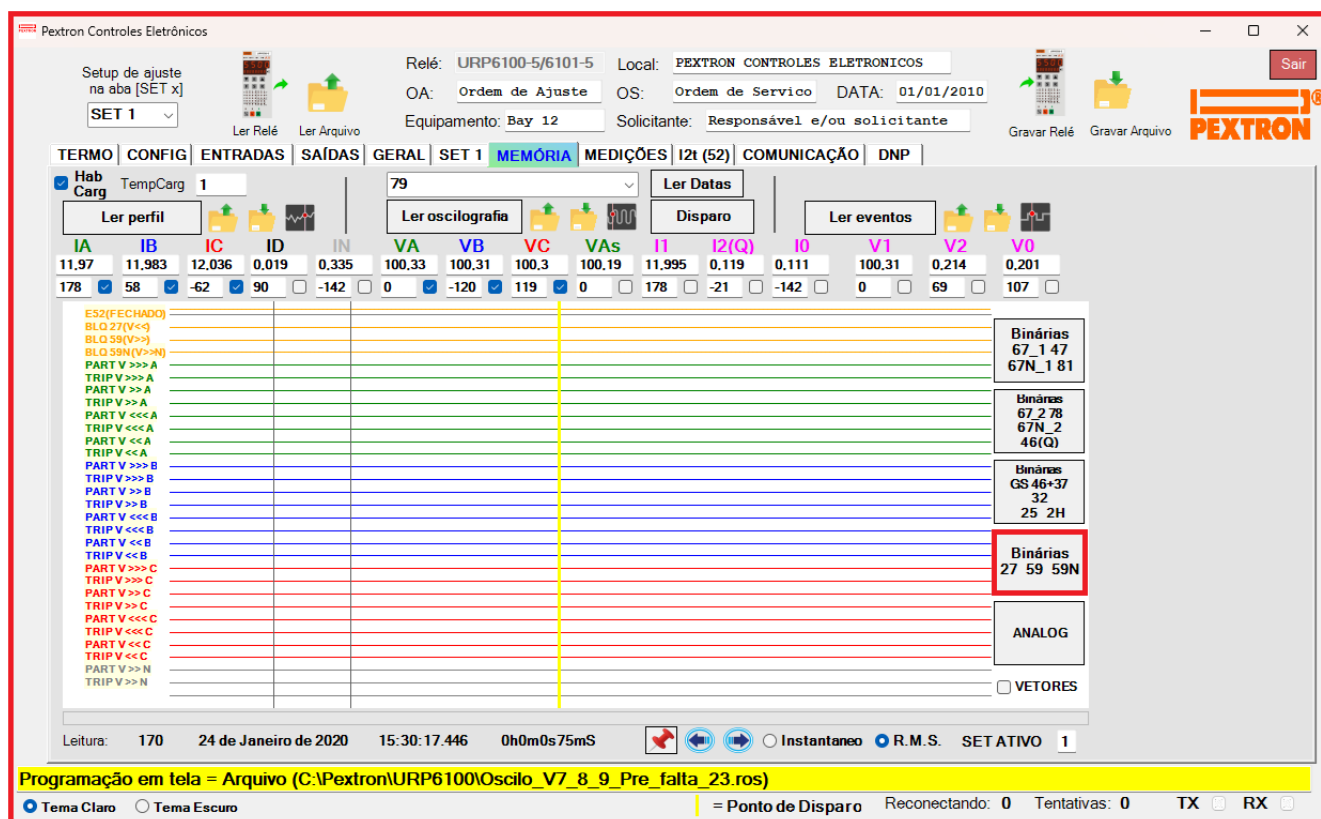 Pextron Controles Eletrônicos
Setup de ajuste
na aba [SET x]
SET 1
Ler Relé
Ler Arquivo
Relé: URP6100-5/6101-5 Local: PEXTRON CONTROLES ELETRONICOS
OA: Ordem de Ajuste OS: Ordem de Servico DATA: 01/01/2010
Equipamento: Bay 12 Solicitante: Responsável e/ou solicitante
Gravar Relé
Gravar Arquivo
Sair
PEXTRON
®
TERMO CONFIG ENTRADAS SAÍDAS GERAL SET 1 MEMÓRIA MEDIÇÕES I2t (52) COMUNICAÇÃO DNP
Hab
Carg TempCarg 1 79 Ler Datas
Ler perfil Ler oscilografia Disparo Ler eventos
IA IB IC ID IN VA VB VC VAs I1 I2(Q) I0 V1 V2 V0
11,97 11,983 12,036 0,019 0,335 100,33 100,31 100,3 100,19 11,995 0,119 0,111 100,31 0,214 0,201
178 58 -62 90 -142 0 -120 119 0 178 -21 -142 0 69 107
E52(FECHADO)
BLQ 27(V<<)
BLQ 59(V>>)
BLQ 59N(V>>N)
PART V >>> A
TRIP V >>> A
PART V >> A
TRIP V >> A
PART V <<< A
TRIP V <<< A
PART V << A
TRIP V << A
PART V >>> B
TRIP V >>> B
PART V >> B
TRIP V >> B
PART V <<< B
TRIP V <<< B
PART V << B
TRIP V << B
PART V >>> C
TRIP V >>> C
PART V >> C
TRIP V >> C
PART V <<< C
TRIP V <<< C
PART V << C
TRIP V << C
PART V >> N
TRIP V >> N
Binárias
67_1 47
67N_1 81
Binárias
67_2 78
67N_2
46(Q)
Binárias
GS 46+37
32
25 2H
Binárias
27 59 59N
ANALOG
VETORES
Leitura: 170 24 de Janeiro de 2020 15:30:17.446 0h0m0s75mS Instantaneo R.M.S. SET ATIVO 1
Programação em tela = Arquivo (C:\Pextron\URP6100\Oscilo_V7_8_9_Pre_falta_23.ros)
Tema Claro Tema Escuro = Ponto de Disparo Reconectando: 0 Tentativas: 0 TX RX